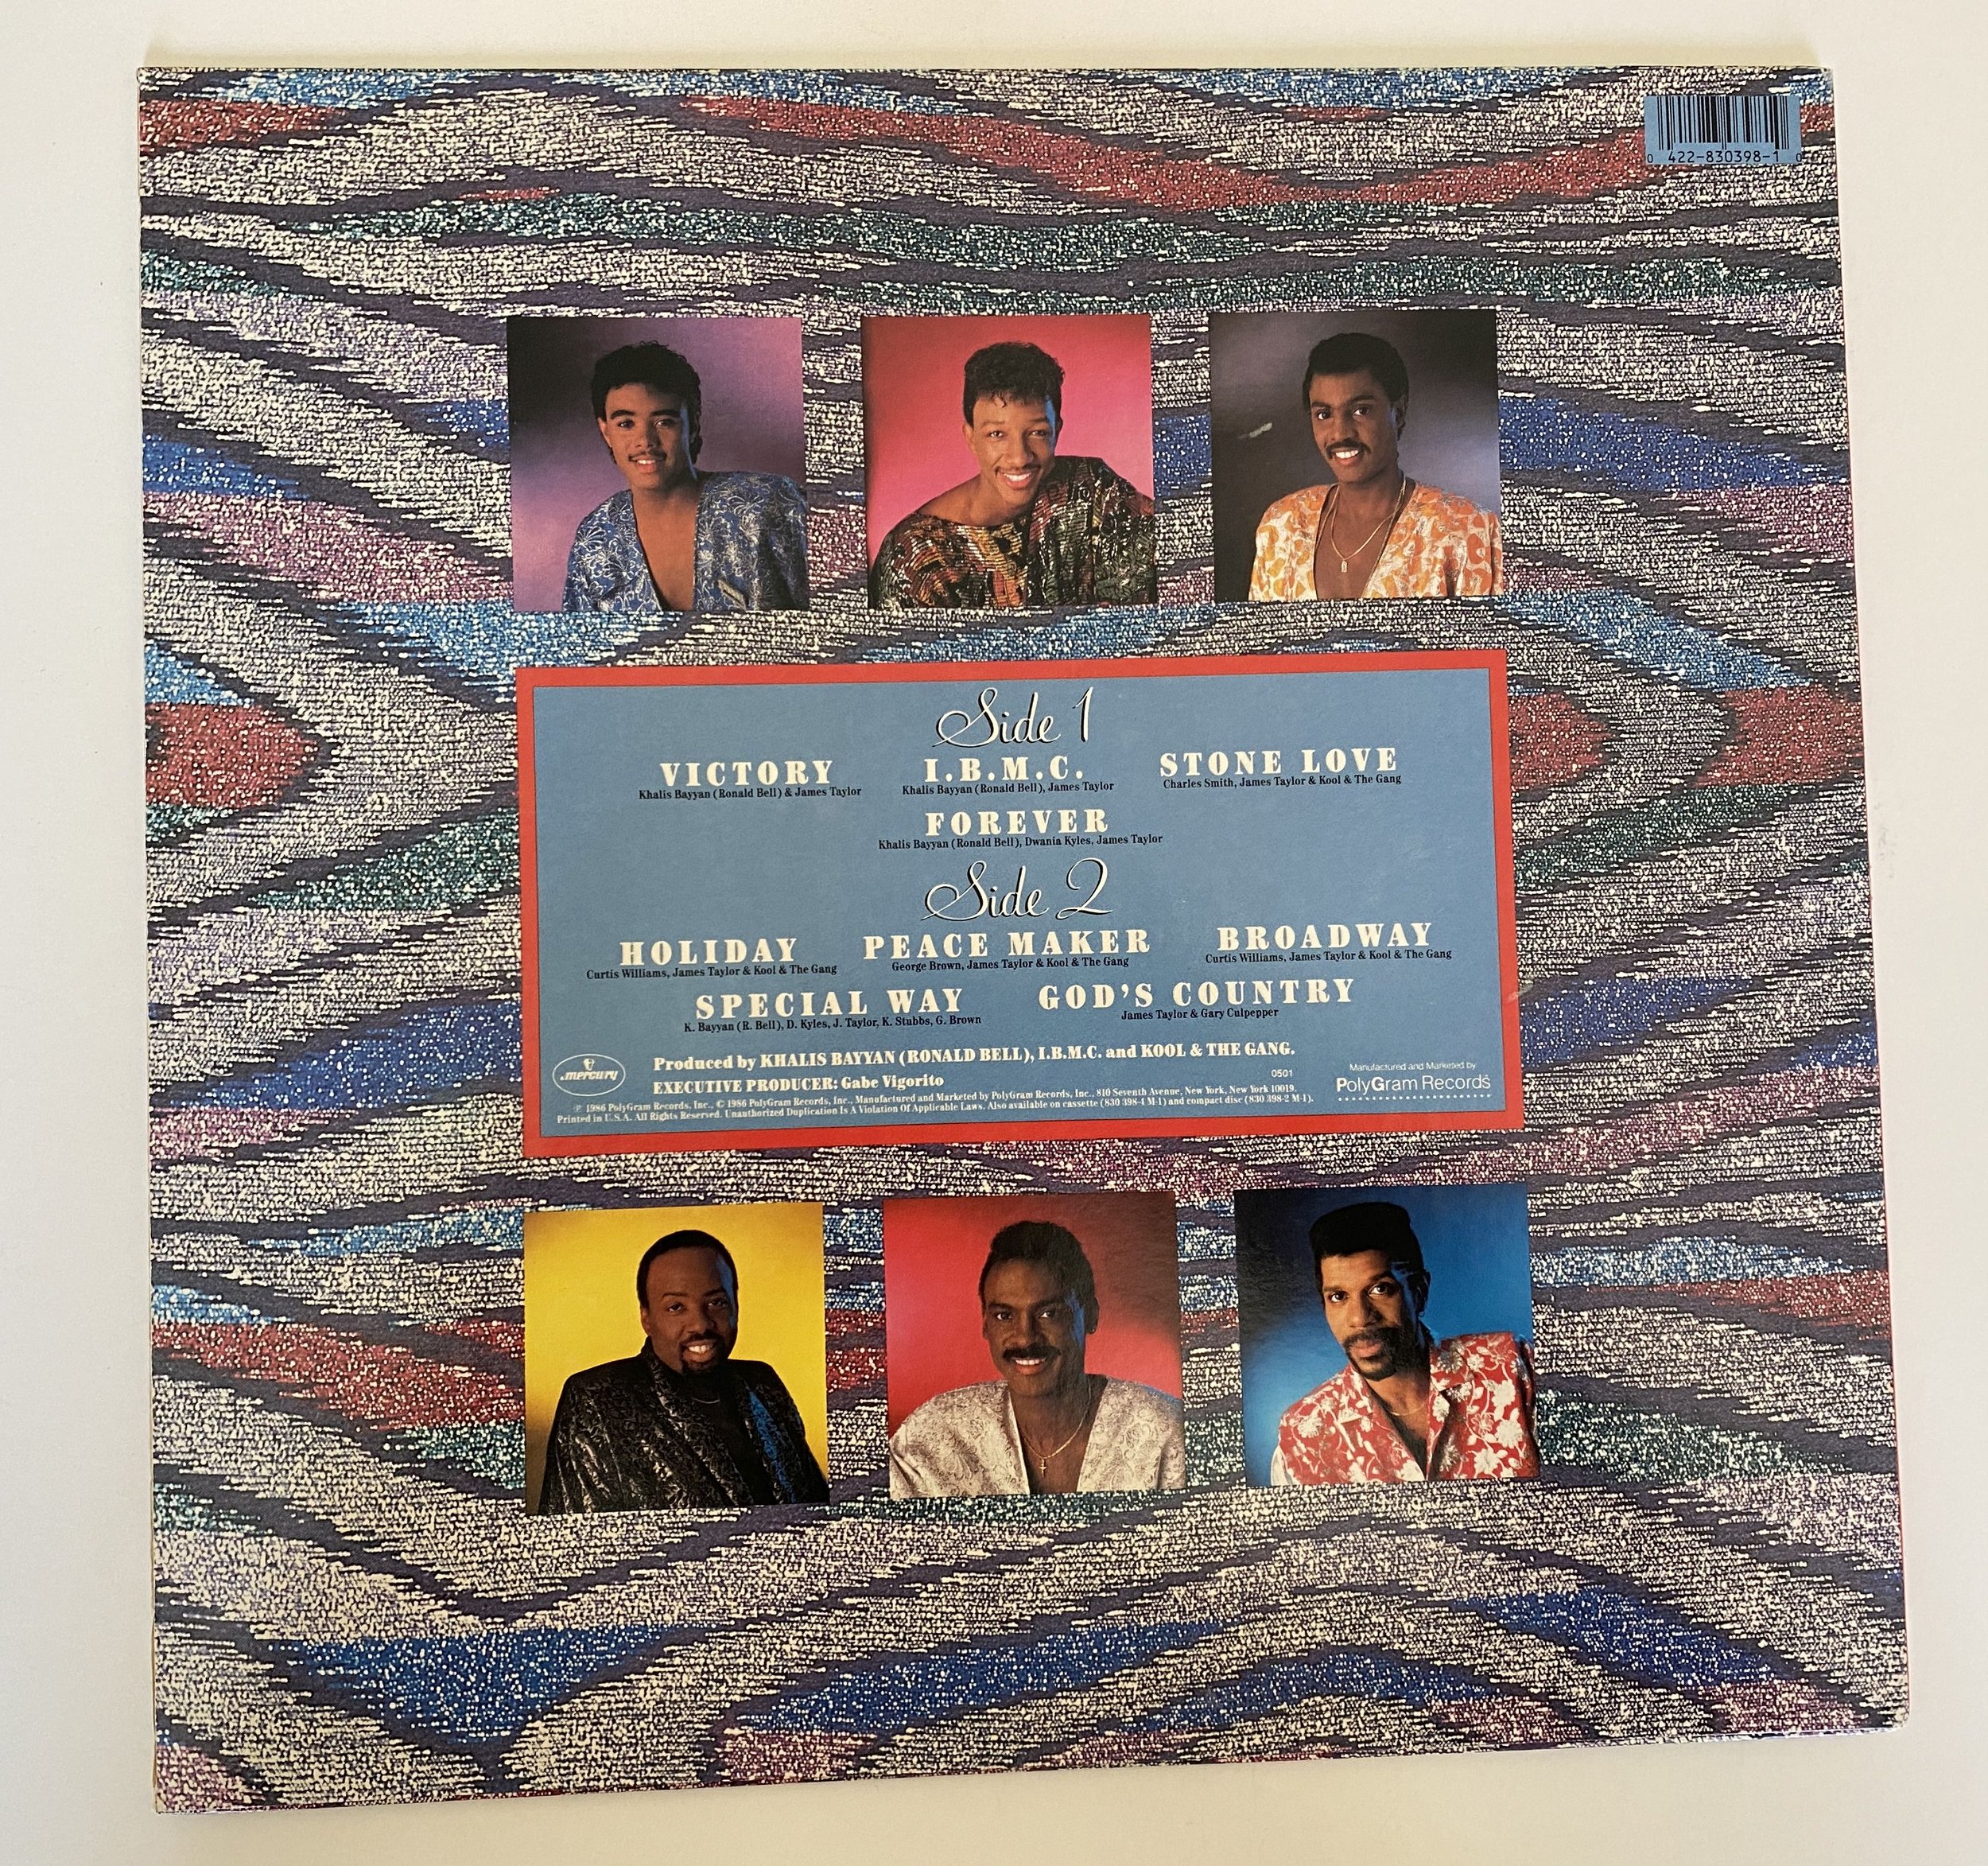 0 422-830398-1 0
Side 1
VICTORY
Khalis Bayyan (Ronald Bell) & James Taylor
I.B.M.C.
Khalis Bayyan (Ronald Bell), James Taylor
STONE LOVE
Charles Smith, James Taylor & Kool & The Gang
FOREVER
Khalis Bayyan (Ronald Bell), Dwania Kyles, James Taylor
Side 2
HOLIDAY
Curtis Williams, James Taylor & Kool & The Gang
PEACE MAKER
George Brown, James Taylor & Kool & The Gang
BROADWAY
Curtis Williams, James Taylor & Kool & The Gang
SPECIAL WAY
K. Bayyan (R. Bell), D. Kyles, J. Taylor, K. Stubbs, G. Brown
GOD'S COUNTRY
James Taylor & Gary Culpepper
mercury
Produced by KHALIS BAYYAN (RONALD BELL), I.B.M.C. and KOOL & THE GANG.
EXECUTIVE PRODUCER: Gabe Vigorito
0501
Manufactured and Marketed by
PolyGram Records
℗ 1986 PolyGram Records, Inc., © 1986 PolyGram Records, Inc., Manufactured and Marketed by PolyGram Records, Inc., 810 Seventh Avenue, New York, New York 10019.
Printed in U.S.A. All Rights Reserved. Unauthorized Duplication Is A Violation Of Applicable Laws. Also available on cassette (830 398-4 M-1) and compact disc (830 398-2 M-1).